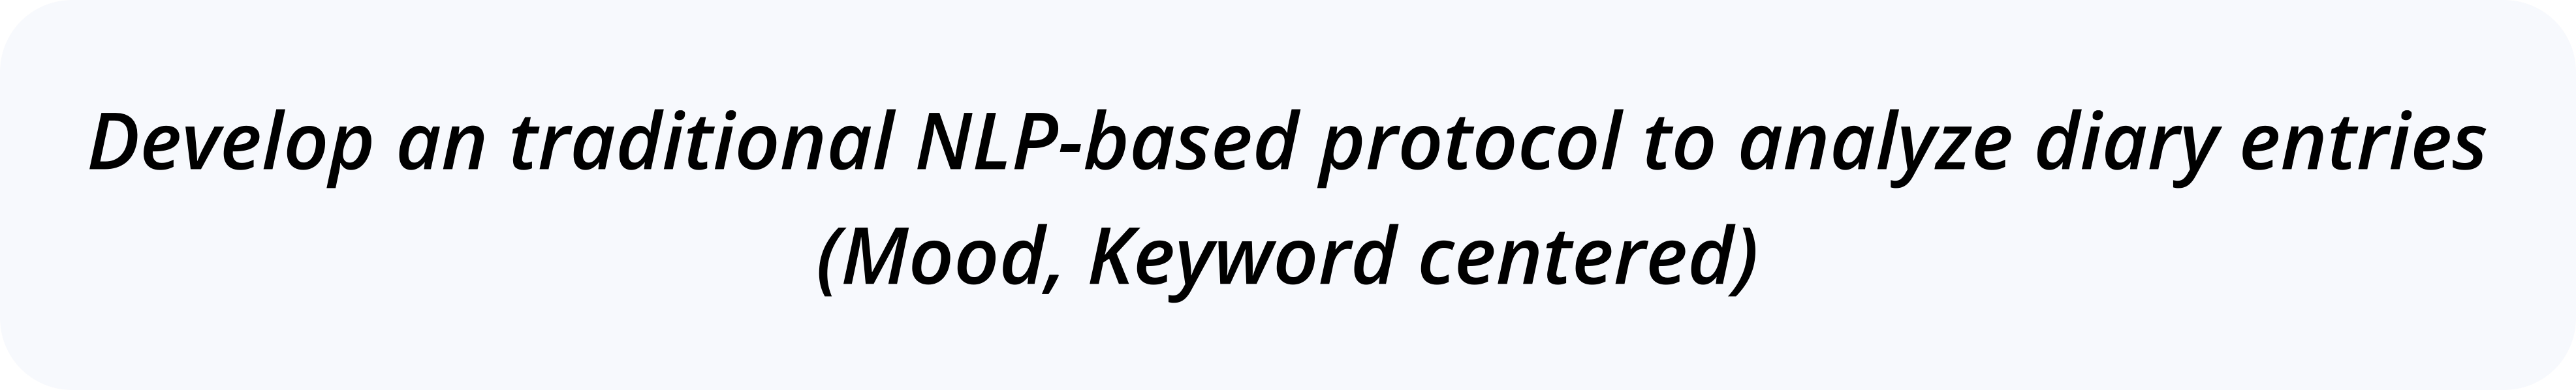 Develop an traditional NLP-based protocol to analyze diary entries
(Mood, Keyword centered)